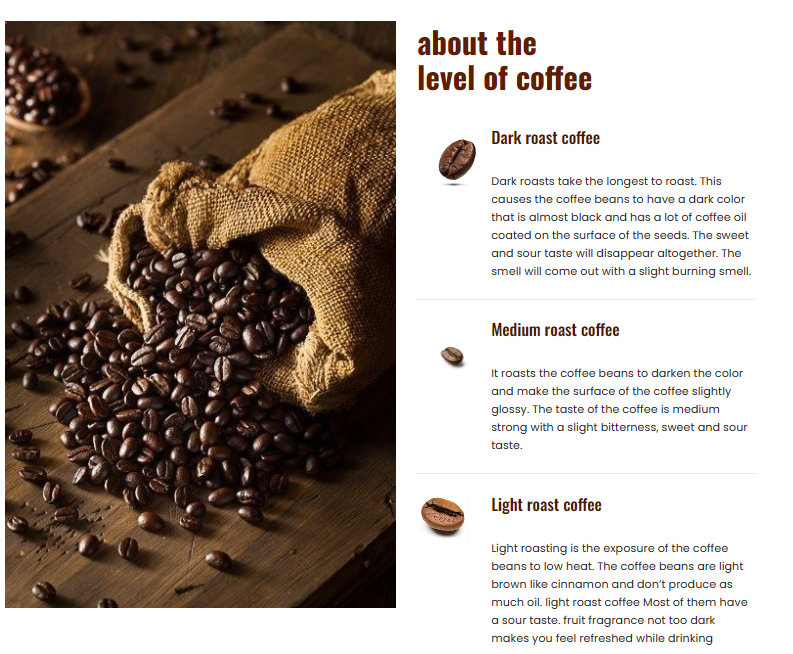 about the
level of coffee
Dark roast coffee
Dark roasts take the longest to roast. This
causes the coffee beans to have a dark color
that is almost black and has a lot of coffee oil
coated on the surface of the seeds. The sweet
and sour taste will disappear altogether. The
smell will come out with a slight burning smell.
Medium roast coffee
It roasts the coffee beans to darken the color
and make the surface of the coffee slightly
glossy. The taste of the coffee is medium
strong with a slight bitterness, sweet and sour
taste.
Light roast coffee
Light roasting is the exposure of the coffee
beans to low heat. The coffee beans are light
brown like cinnamon and don’t produce as
much oil. light roast coffee Most of them have
a sour taste. fruit fragrance not too dark
makes you feel refreshed while drinking